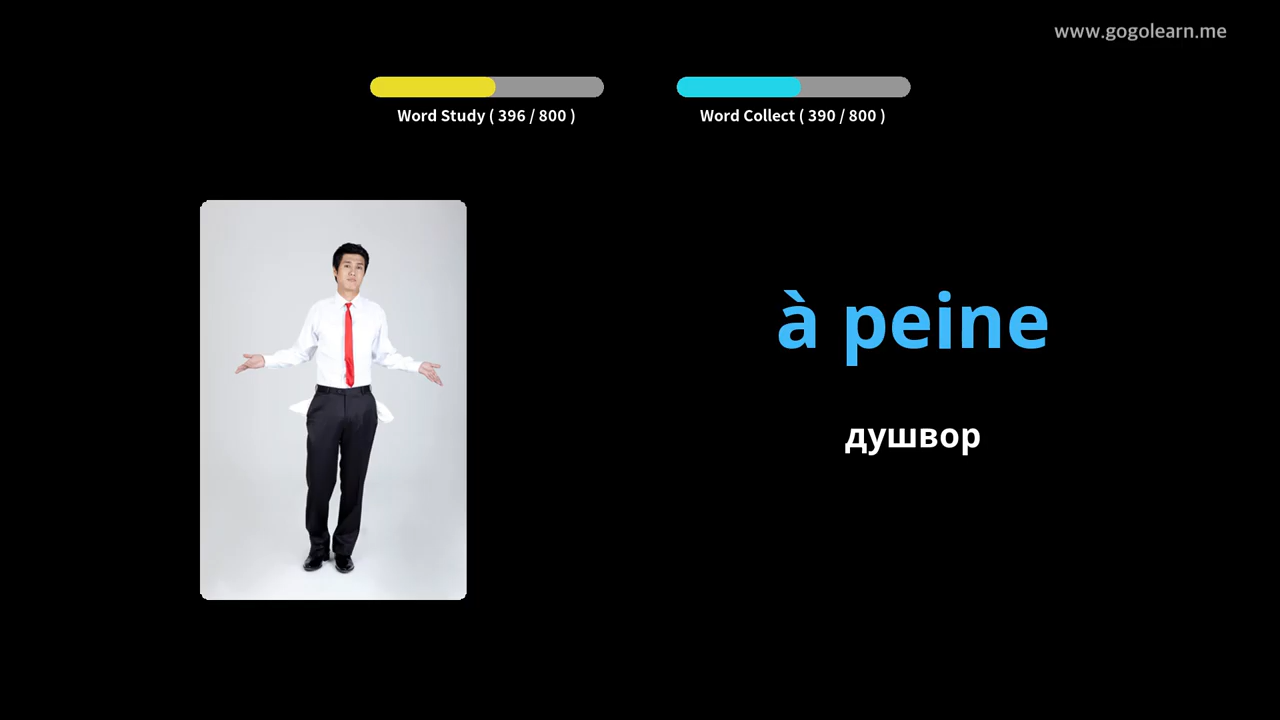 www.gogolearn.me
Word Study ( 396 / 800 )
Word Collect ( 390 / 800 )
à peine
душвор